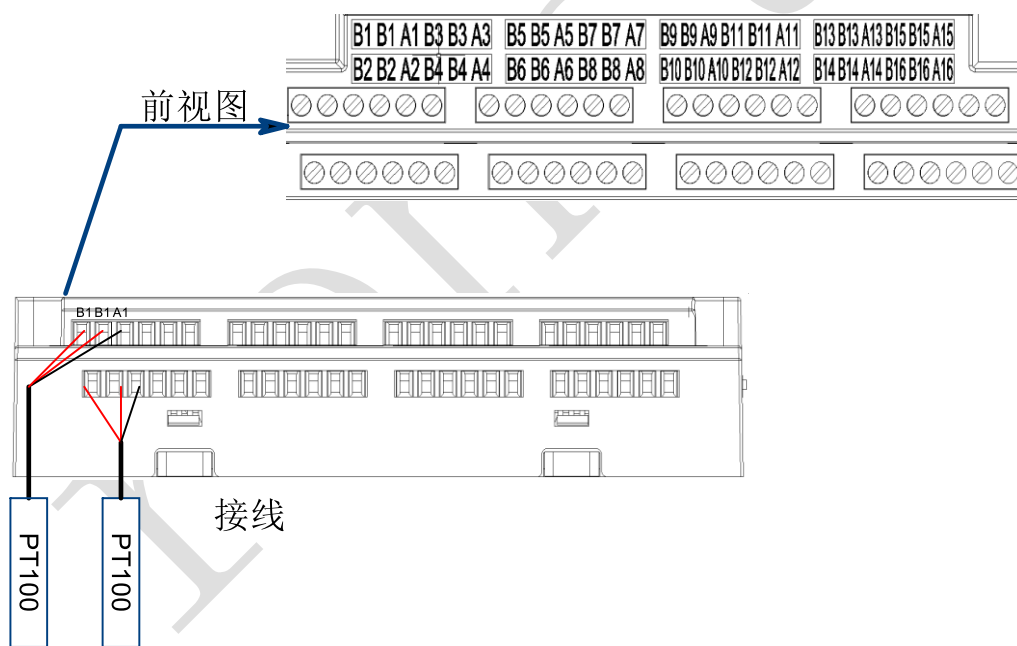 B1 B1 A1 B3 B3 A3 B5 B5 A5 B7 B7 A7 B9 B9 A9 B11 B11 A11 B13 B13 A13 B15 B15 A15
B2 B2 A2 B4 B4 A4 B6 B6 A6 B8 B8 A8 B10 B10 A10 B12 B12 A12 B14 B14 A14 B16 B16 A16
前视图
B1 B1 A1
接线
PT100
PT100